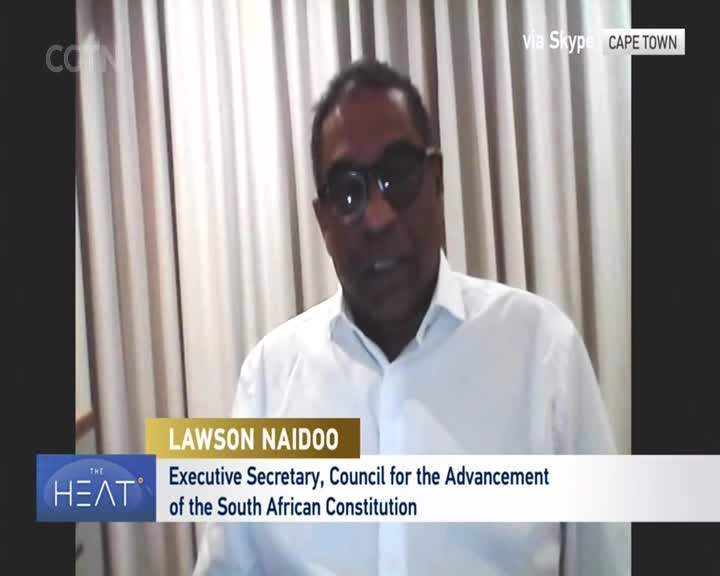 CGTN
via Skype
CAPE TOWN
LAWSON NAIDOO
THE
HEAT
Executive Secretary, Council for the Advancement
of the South African Constitution